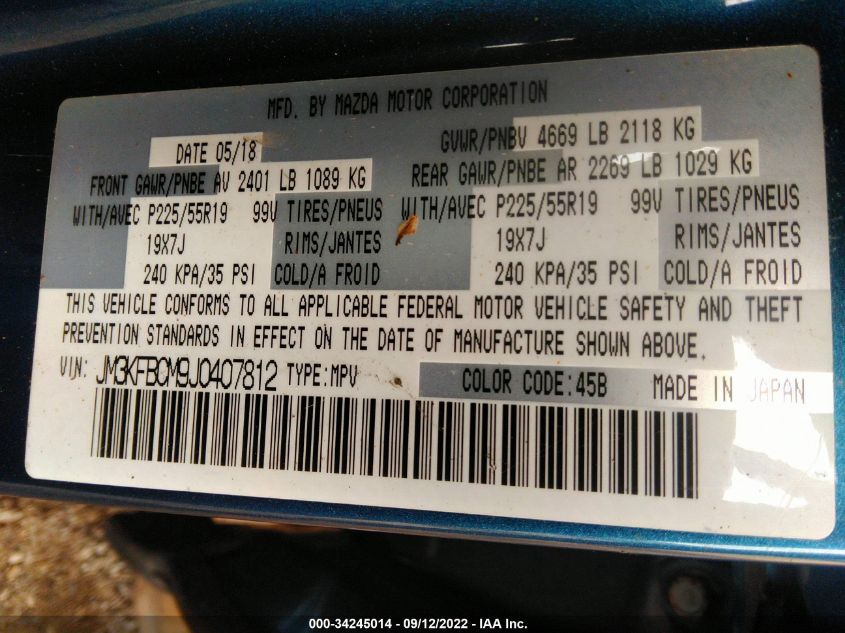 MFD. BY MAZDA MOTOR CORPORATION
DATE 05/18 GVWR/PNBV 4669 LB 2118 KG
FRONT GAWR/PNBE AV 2401 LB 1089 KG REAR GAWR/PNBE AR 2269 LB 1029 KG
WITH/AVEC P225/55R19 99V TIRES/PNEUS WITH/AVEC P225/55R19 99V TIRES/PNEUS
19X7J RIMS/JANTES 19X7J RIMS/JANTES
240 KPA/35 PSI COLD/A FROID 240 KPA/35 PSI COLD/A FROID
THIS VEHICLE CONFORMS TO ALL APPLICABLE FEDERAL MOTOR VEHICLE SAFETY AND THEFT
PREVENTION STANDARDS IN EFFECT ON THE DATE OF MANUFACTURE SHOWN ABOVE.
VIN: JM3KFBCM9J0407812 TYPE:MPV COLOR CODE:45B MADE IN JAPAN
000-34245014 - 09/12/2022 - IAA Inc.